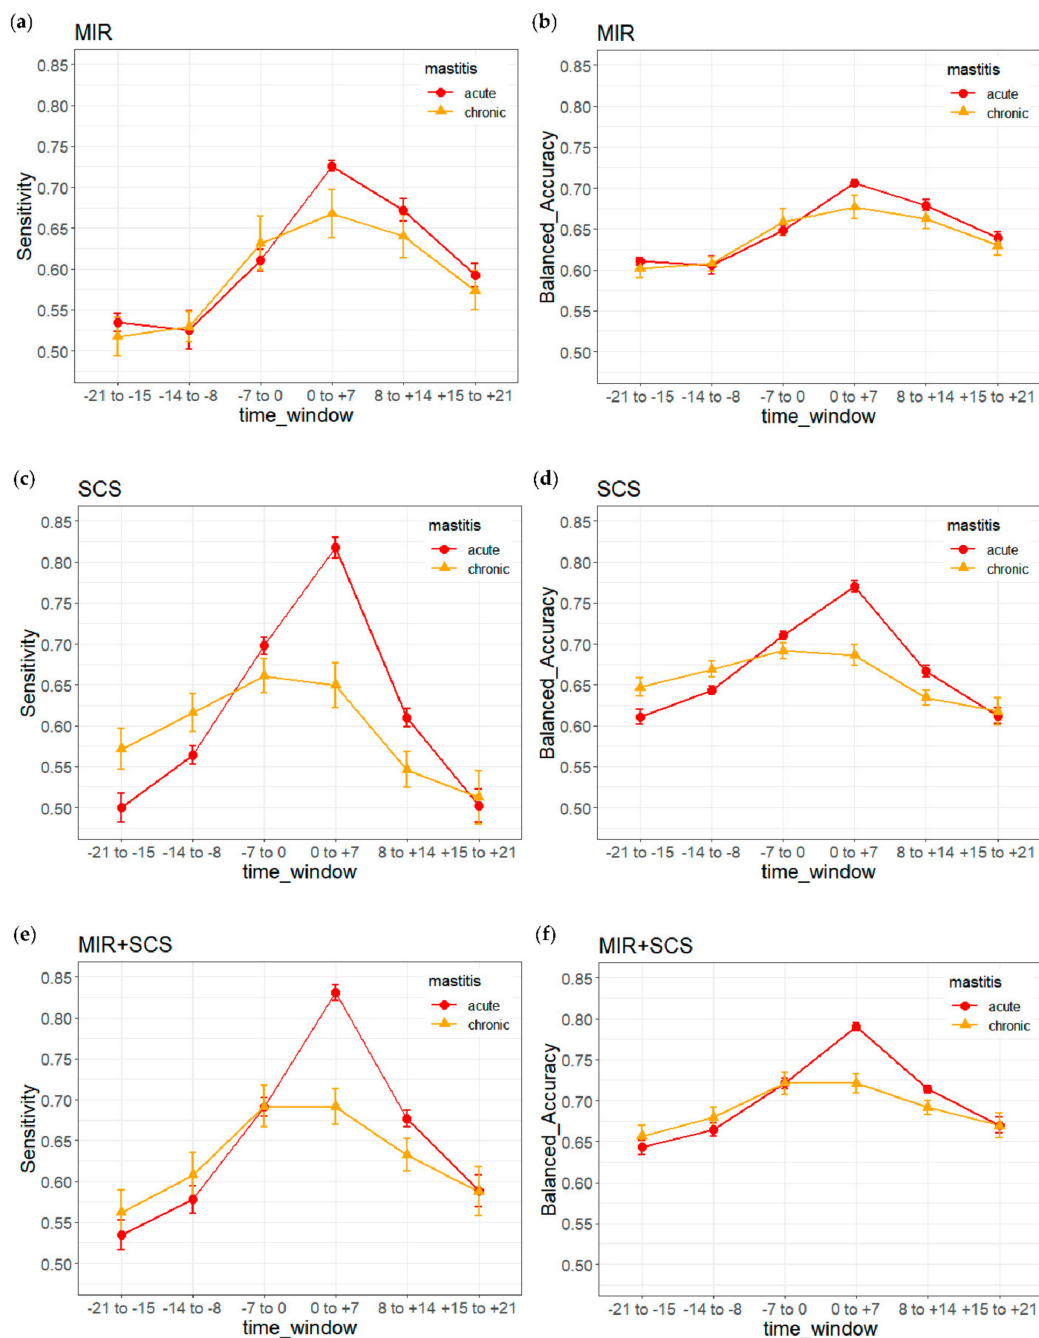 (a)
MIR
mastitis
acute
chronic
0.85
0.80
0.75
0.70
0.65
0.60
0.55
0.50
Sensitivity
-21 to -15 -14 to -8 -7 to 0 0 to +7 8 to +14 +15 to +21
time_window
(b)
MIR
mastitis
acute
chronic
0.85
0.80
0.75
0.70
0.65
0.60
0.55
0.50
Balanced_Accuracy
-21 to -15 -14 to -8 -7 to 0 0 to +7 8 to +14 +15 to +21
time_window
(c)
SCS
mastitis
acute
chronic
0.85
0.80
0.75
0.70
0.65
0.60
0.55
0.50
Sensitivity
-21 to -15 -14 to -8 -7 to 0 0 to +7 8 to +14 +15 to +21
time_window
(d)
SCS
mastitis
acute
chronic
0.85
0.80
0.75
0.70
0.65
0.60
0.55
0.50
Balanced_Accuracy
-21 to -15 -14 to -8 -7 to 0 0 to +7 8 to +14 +15 to +21
time_window
(e)
MIR+SCS
mastitis
acute
chronic
0.85
0.80
0.75
0.70
0.65
0.60
0.55
0.50
Sensitivity
-21 to -15 -14 to -8 -7 to 0 0 to +7 8 to +14 +15 to +21
time_window
(f)
MIR+SCS
mastitis
acute
chronic
0.85
0.80
0.75
0.70
0.65
0.60
0.55
0.50
Balanced_Accuracy
-21 to -15 -14 to -8 -7 to 0 0 to +7 8 to +14 +15 to +21
time_window